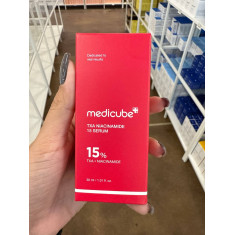 medicube+
TXA NIACINAMIDE
15 SERUM
15%
TXA + NIACINAMIDE